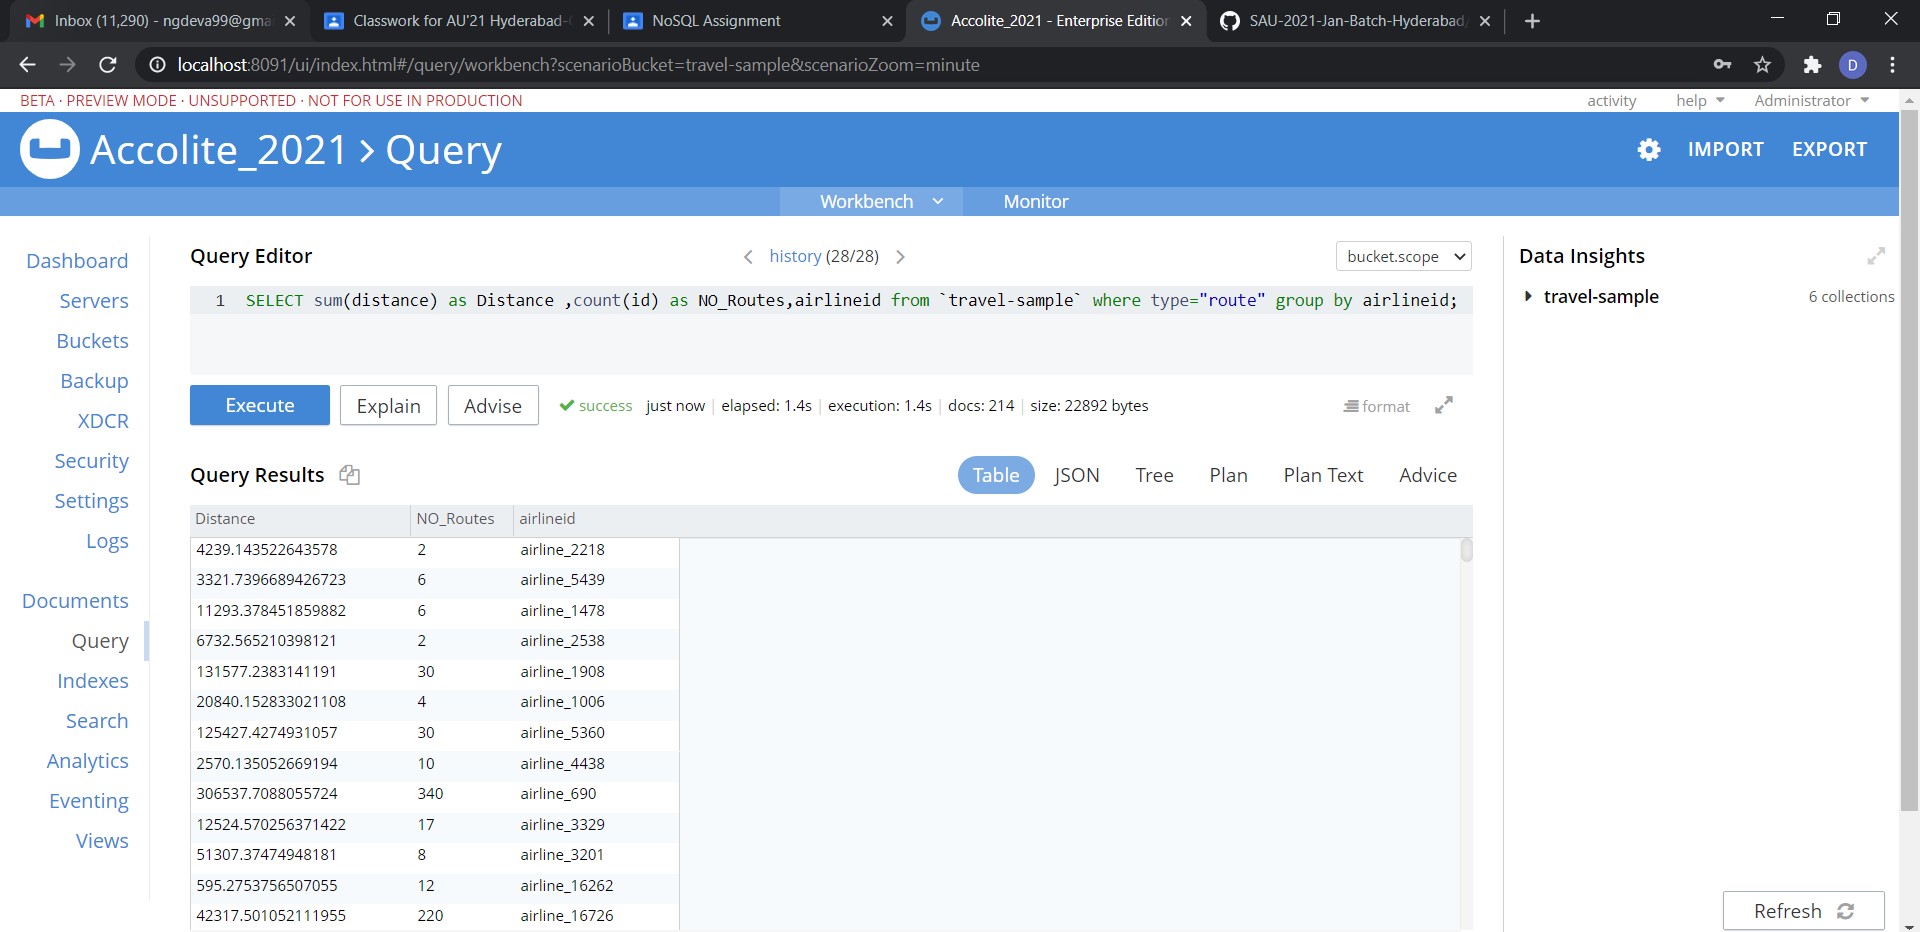 Inbox (11,290) - ngdeva99@gma
Classwork for AU'21 Hyderabad-
NoSQL Assignment
Accolite_2021 - Enterprise Edition
SAU-2021-Jan-Batch-Hyderabad
localhost:8091/ui/index.html#/query/workbench?scenarioBucket=travel-sample&scenarioZoom=minute
D
BETA · PREVIEW MODE · UNSUPPORTED · NOT FOR USE IN PRODUCTION
activity
help
Administrator
Accolite_2021 > Query
IMPORT
EXPORT
Workbench
Monitor
Dashboard
Servers
Buckets
Backup
XDCR
Security
Settings
Logs
Documents
Query
Indexes
Search
Analytics
Eventing
Views
Query Editor
history (28/28)
bucket.scope
1 SELECT sum(distance) as Distance ,count(id) as NO_Routes,airlineid from `travel-sample` where type="route" group by airlineid;
Execute
Explain
Advise
success just now elapsed: 1.4s execution: 1.4s docs: 214 size: 22892 bytes
format
Query Results
Table
JSON
Tree
Plan
Plan Text
Advice
Distance NO_Routes airlineid
4239.143522643578 2 airline_2218
3321.7396689426723 6 airline_5439
11293.378451859882 6 airline_1478
6732.565210398121 2 airline_2538
131577.2383141191 30 airline_1908
20840.152833021108 4 airline_1006
125427.4274931057 30 airline_5360
2570.135052669194 10 airline_4438
306537.7088055724 340 airline_690
12524.570256371422 17 airline_3329
51307.37474948181 8 airline_3201
595.2753756507055 12 airline_16262
42317.501052111955 220 airline_16726
Data Insights
travel-sample
6 collections
Refresh